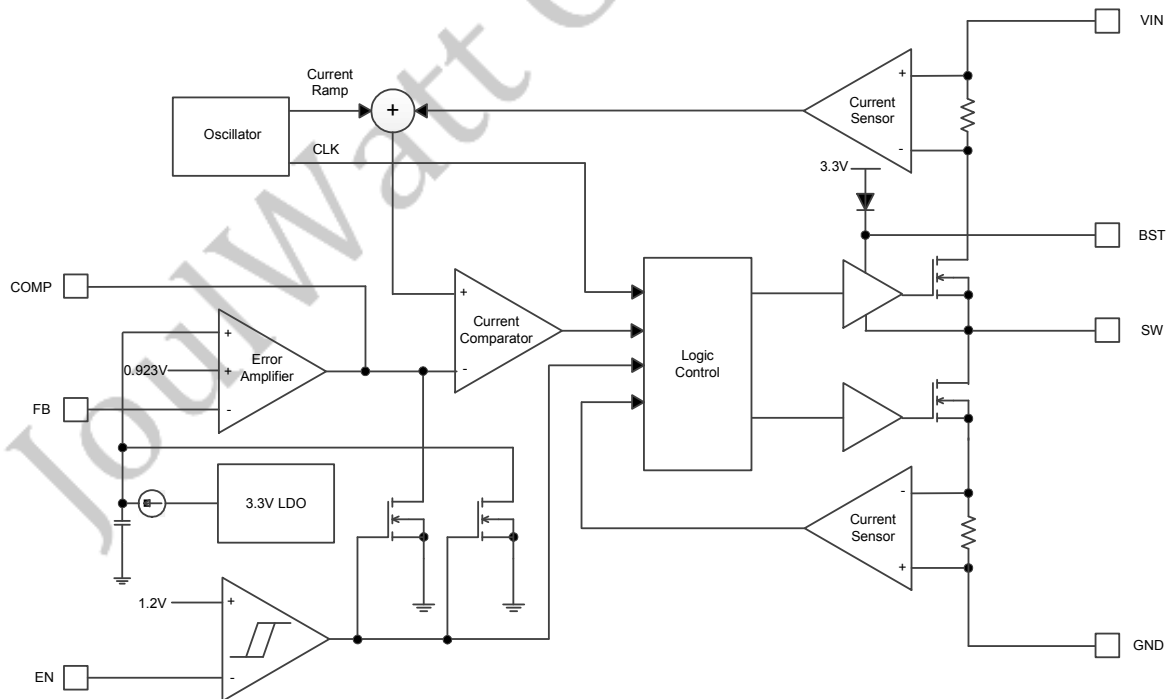 VIN
Current
Ramp
+
Current
Sensor
+
-
Oscillator
+
CLK
3.3V
BST
COMP
+
Current
Comparator
-
SW
+
0.923V
+
Error
Amplifier
-
Logic
Control
FB
3.3V LDO
-
Current
Sensor
+
1.2V
+
GND
EN
-
JoulWatt